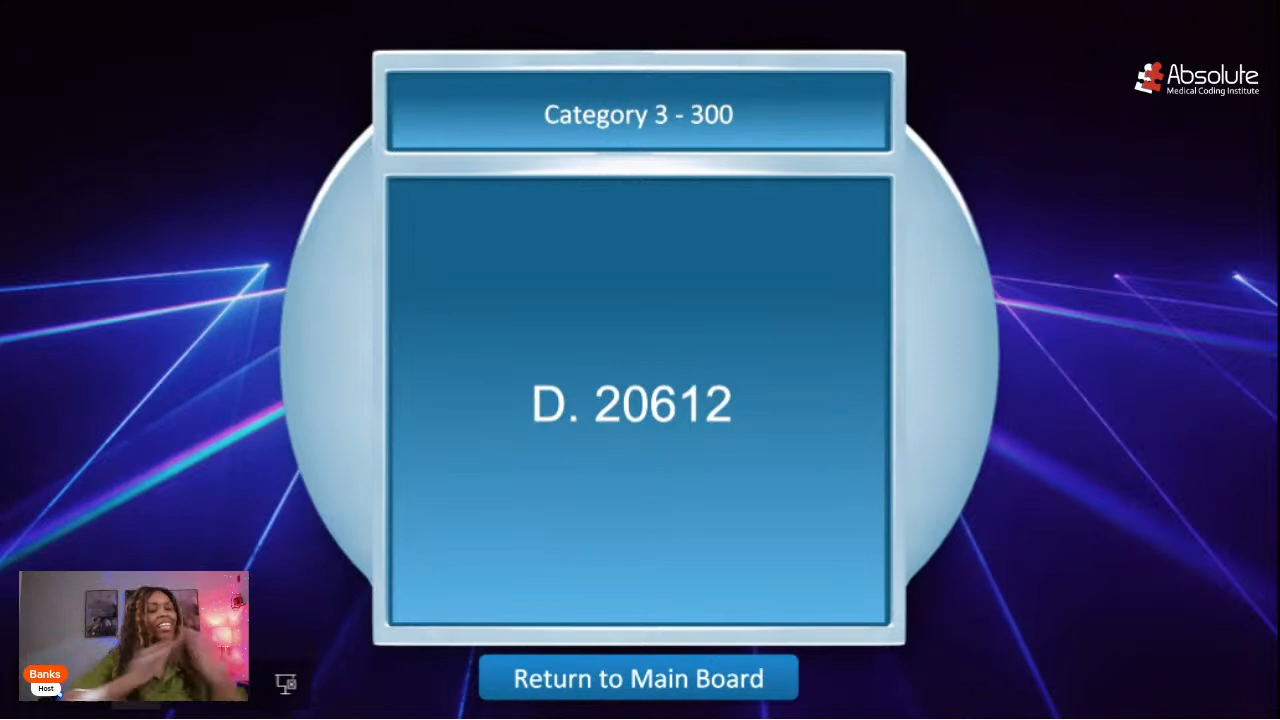 Absolute
Medical Coding Institute
Category 3 - 300
D. 20612
Return to Main Board
Banks
Host